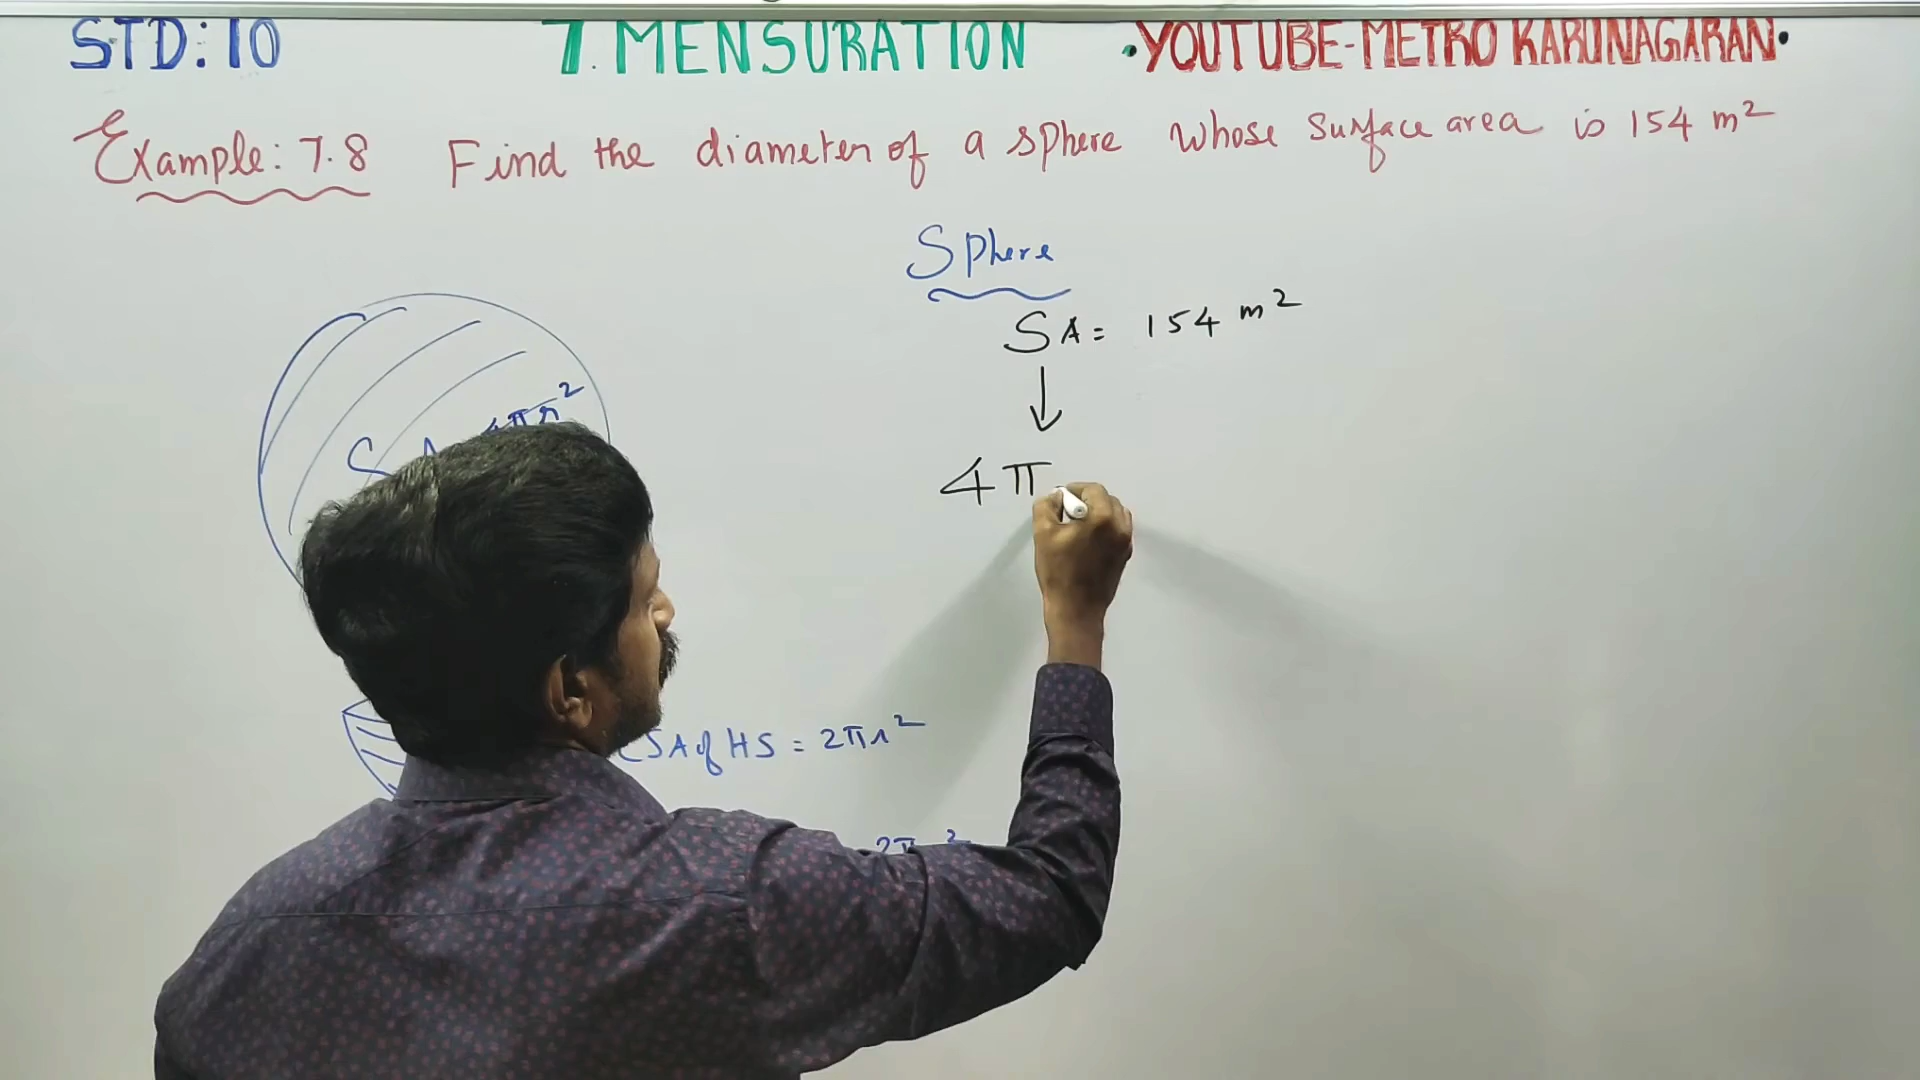 STD: 10 7. MENSURATION •YOUTUBE-METRO KARUNAGARAN•
Example: 7.8 Find the diameter of a sphere whose surface area is 154 m²
Sphere
SA = 154 m²
↓
4π
4πr²
CSA of HS = 2πr²